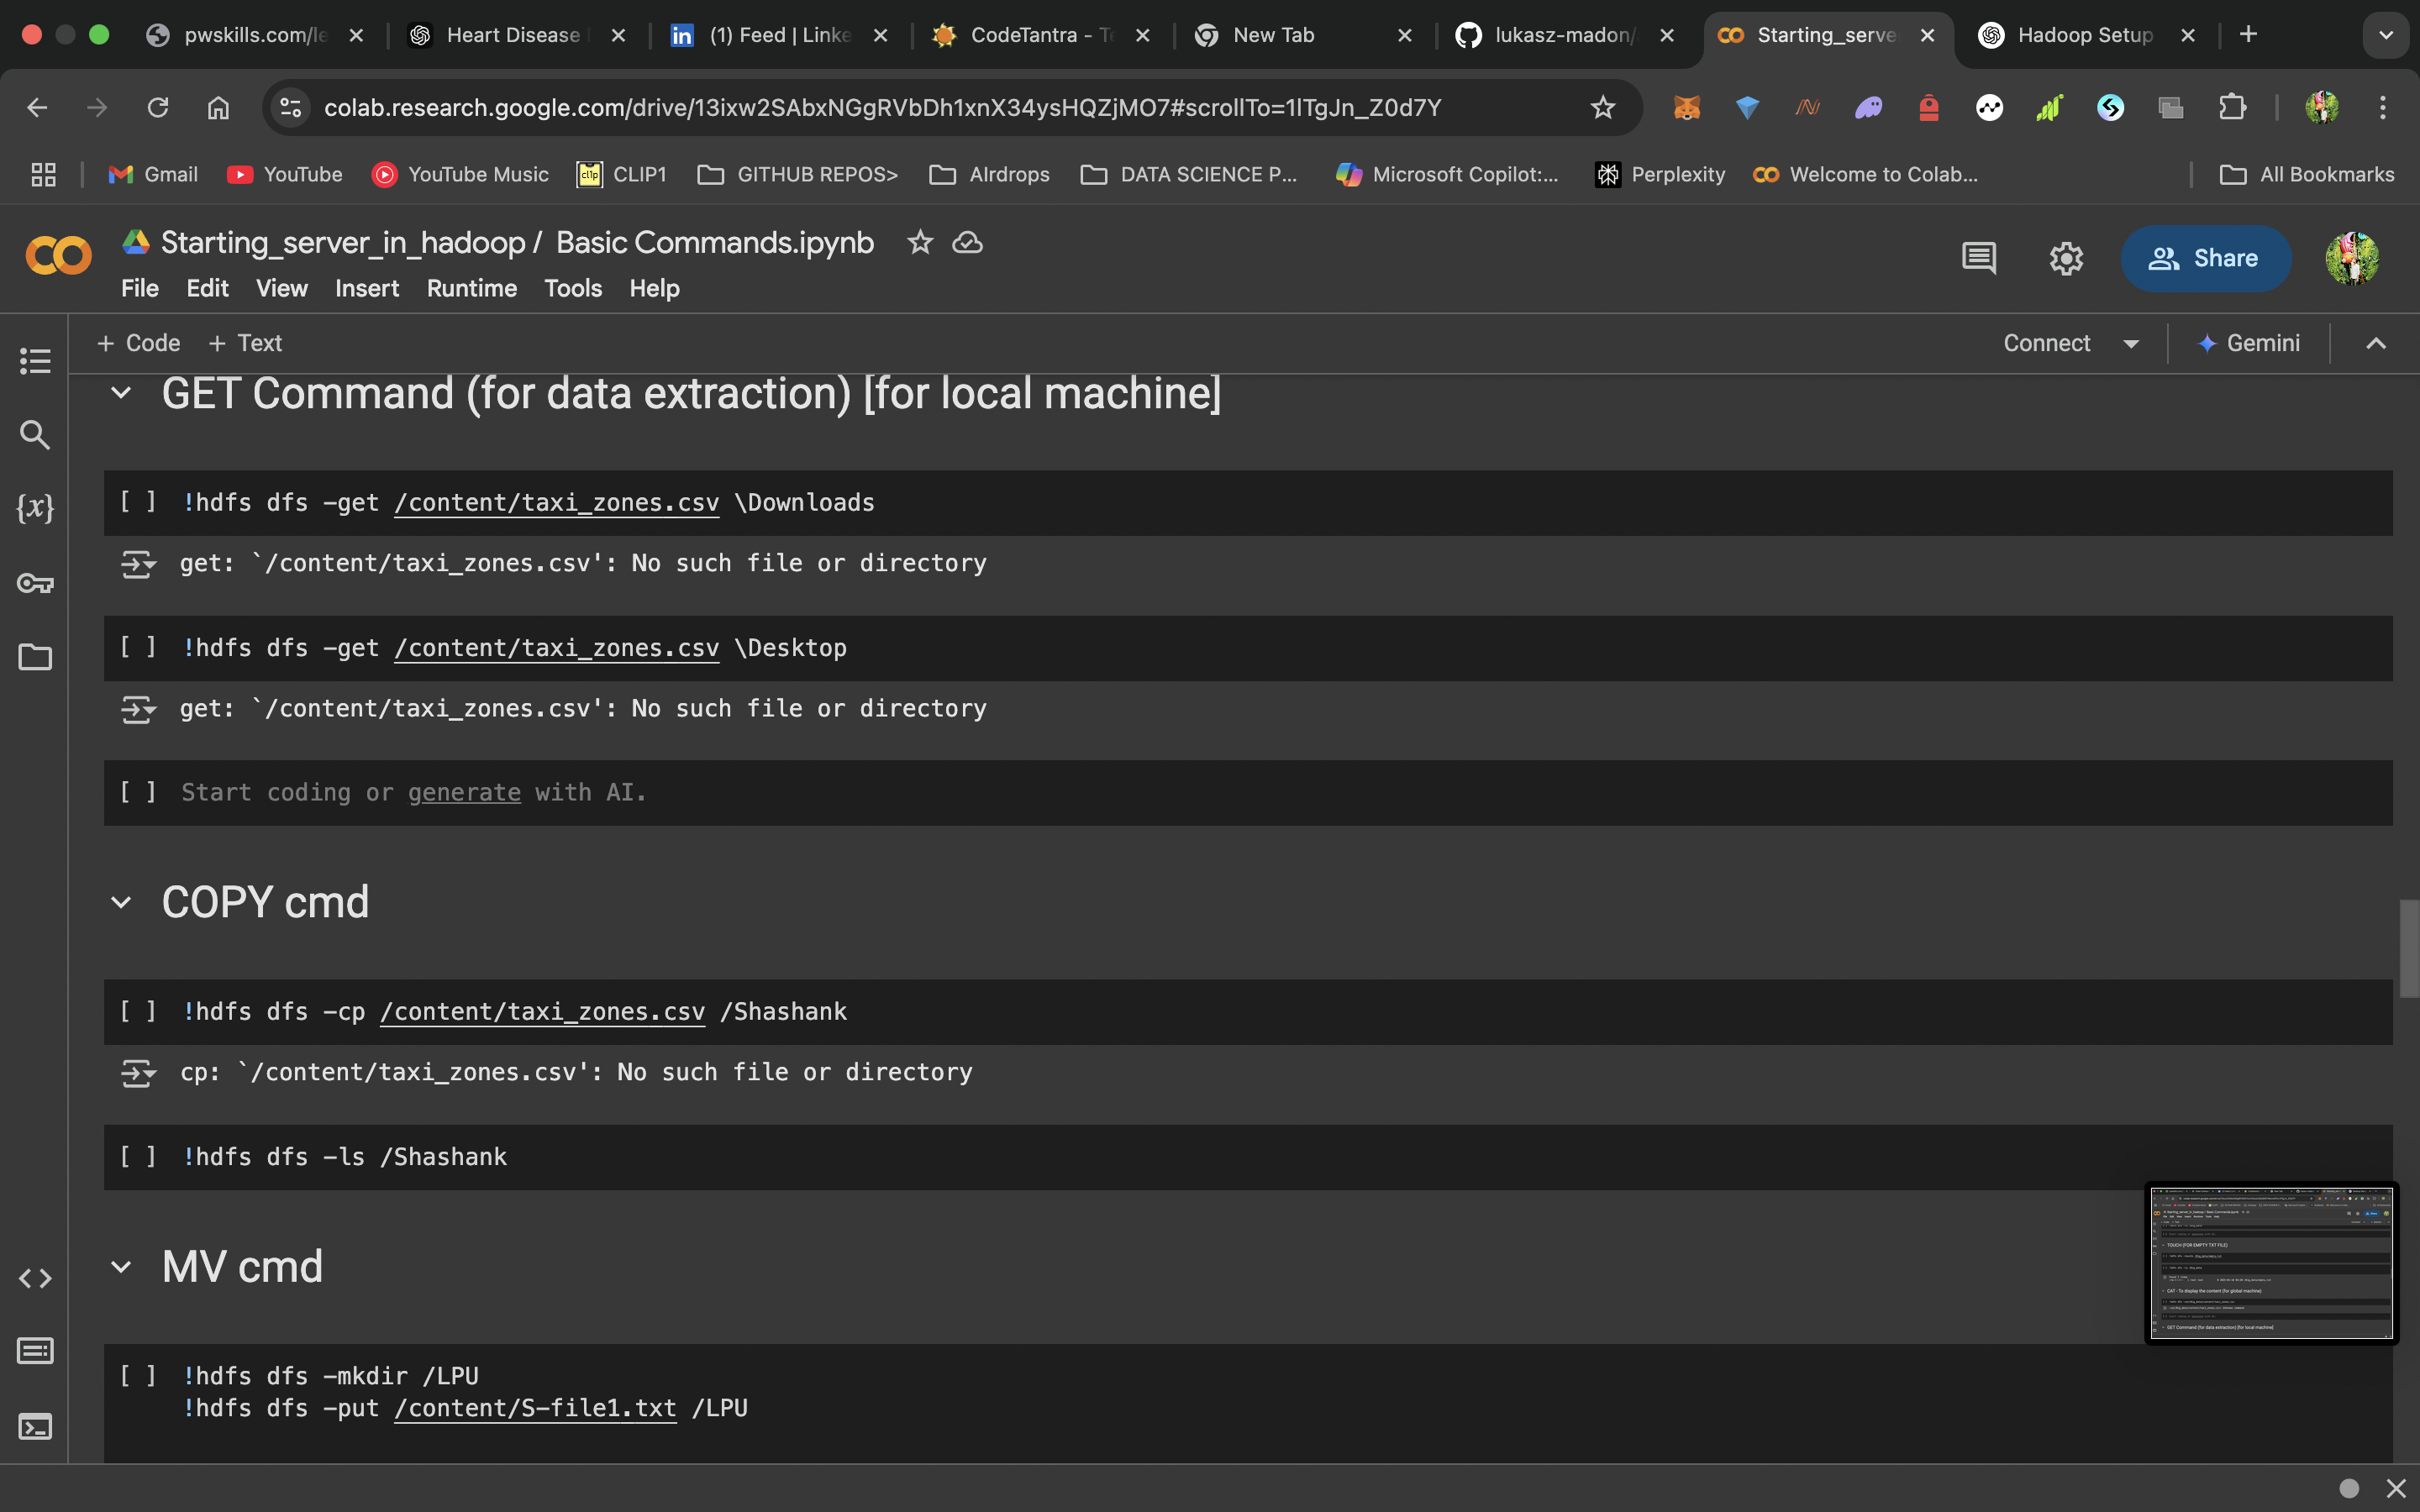 pwskills.com/le
Heart Disease
(1) Feed | Linke
CodeTantra - Te
New Tab
lukasz-madon/
Starting_serve
Hadoop Setup
colab.research.google.com/drive/13ixw2SAbxNGgRVbDh1xnX34ysHQZjMO7#scrollTo=1lTgJn_Z0d7Y
Gmail
YouTube
YouTube Music
CLIP1
GITHUB REPOS>
AIrdrops
DATA SCIENCE P...
Microsoft Copilot:...
Perplexity
Welcome to Colab...
All Bookmarks
Starting_server_in_hadoop / Basic Commands.ipynb
File Edit View Insert Runtime Tools Help
Share
+ Code + Text
Connect
Gemini
GET Command (for data extraction) [for local machine]
[ ] !hdfs dfs -get /content/taxi_zones.csv \Downloads
get: `/content/taxi_zones.csv': No such file or directory
[ ] !hdfs dfs -get /content/taxi_zones.csv \Desktop
get: `/content/taxi_zones.csv': No such file or directory
[ ] Start coding or generate with AI.
COPY cmd
[ ] !hdfs dfs -cp /content/taxi_zones.csv /Shashank
cp: `/content/taxi_zones.csv': No such file or directory
[ ] !hdfs dfs -ls /Shashank
MV cmd
[ ] !hdfs dfs -mkdir /LPU
!hdfs dfs -put /content/S-file1.txt /LPU